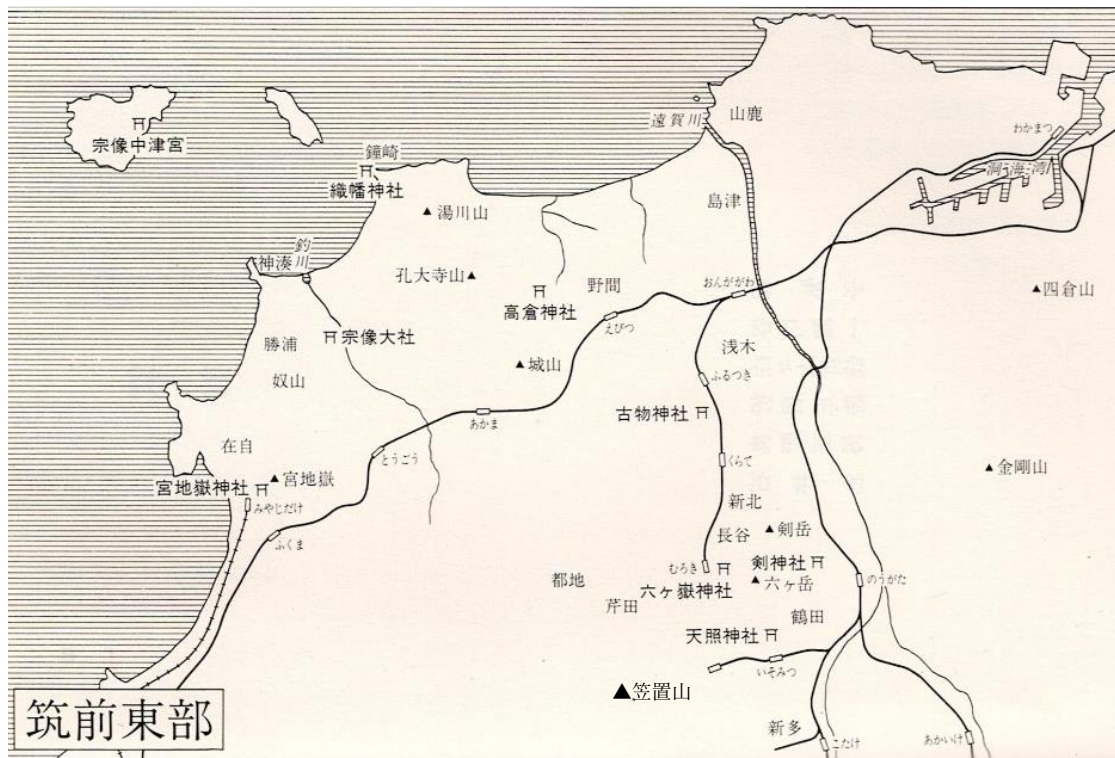 山鹿
遠賀川
わかまつ
洞海湾
宗像中津宮
鐘崎
織幡神社
湯川山
島津
釣川
神湊
孔大寺山
高倉神社
野間
おんががわ
四倉山
えびつ
宗像大社
勝浦
奴山
城山
浅木
ふるつき
古物神社
あかま
在自
とうごう
くらて
金剛山
宮地嶽神社
宮地嶽
みやじだけ
新北
長谷
剣岳
ふくま
剣神社
むろき
六ヶ嶽神社
六ヶ岳
のうがた
都地
芹田
鶴田
天照神社
いそみつ
笠置山
筑前東部
新多
こたけ
あかいけ